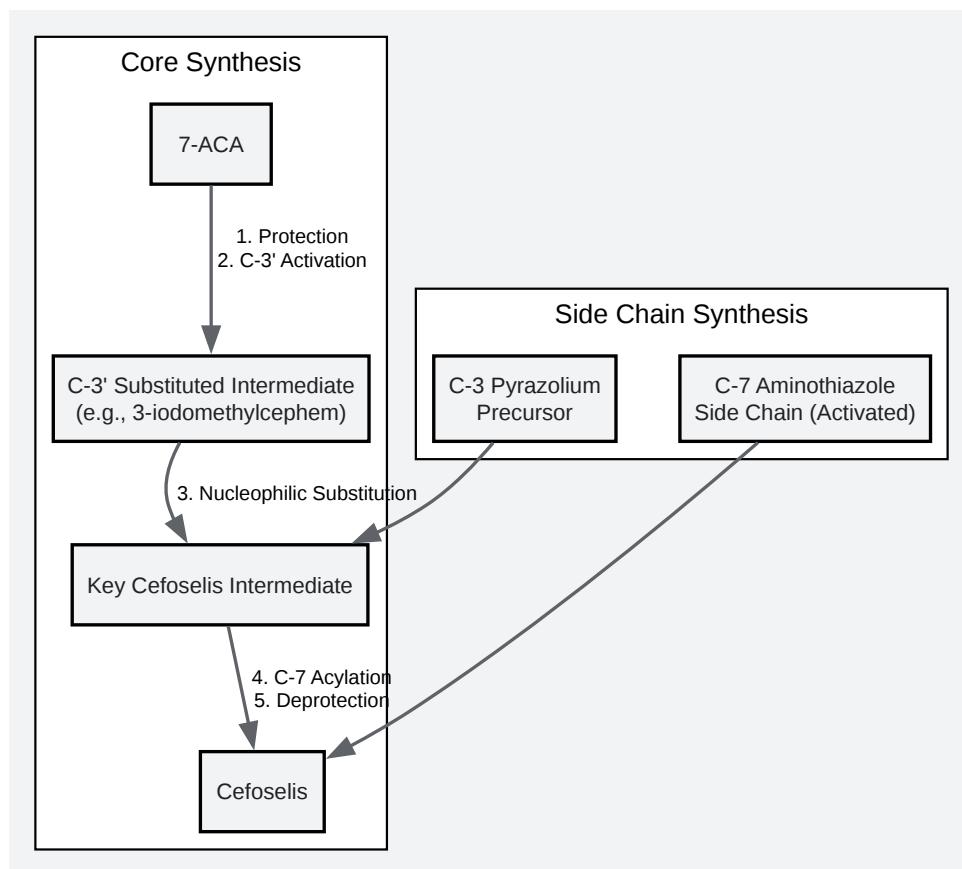 Core Synthesis
7-ACA
1. Protection
2. C-3' Activation
Side Chain Synthesis
C-3' Substituted Intermediate
(e.g., 3-iodomethylcephem)
C-3 Pyrazolium
Precursor
C-7 Aminothiazole
Side Chain (Activated)
3. Nucleophilic Substitution
Key Cefoselis Intermediate
4. C-7 Acylation
5. Deprotection
Cefoselis